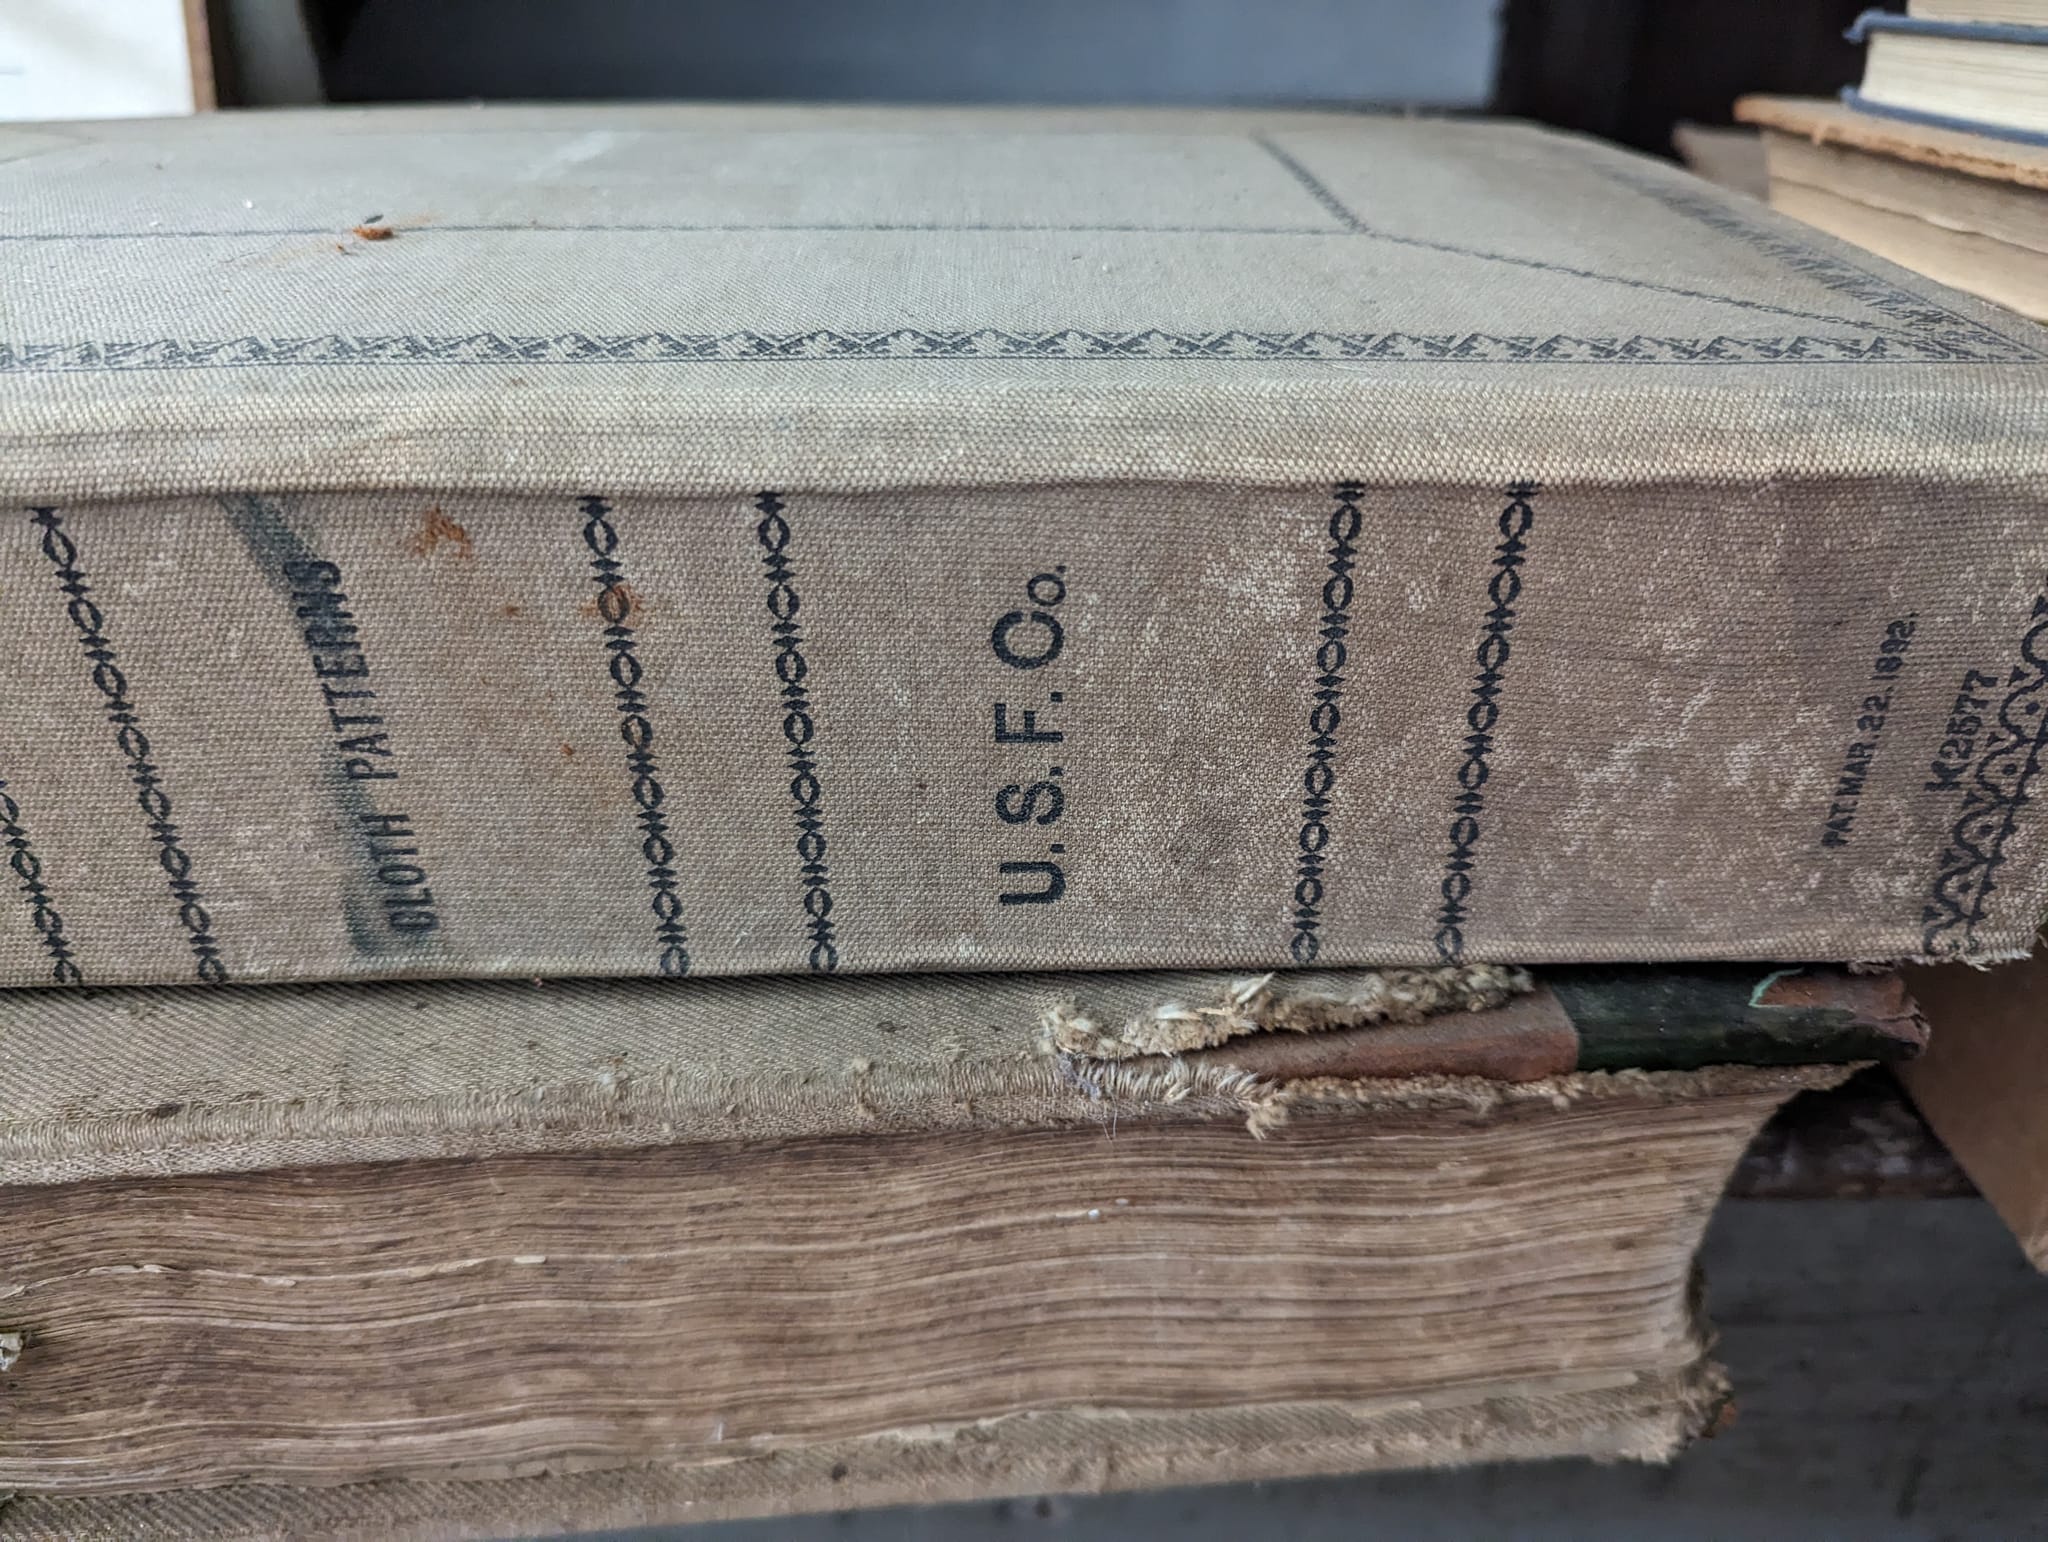 CLOTH PATTERNS
U.S.F.Co.
PAT. MAR. 22. 1892.
K2577